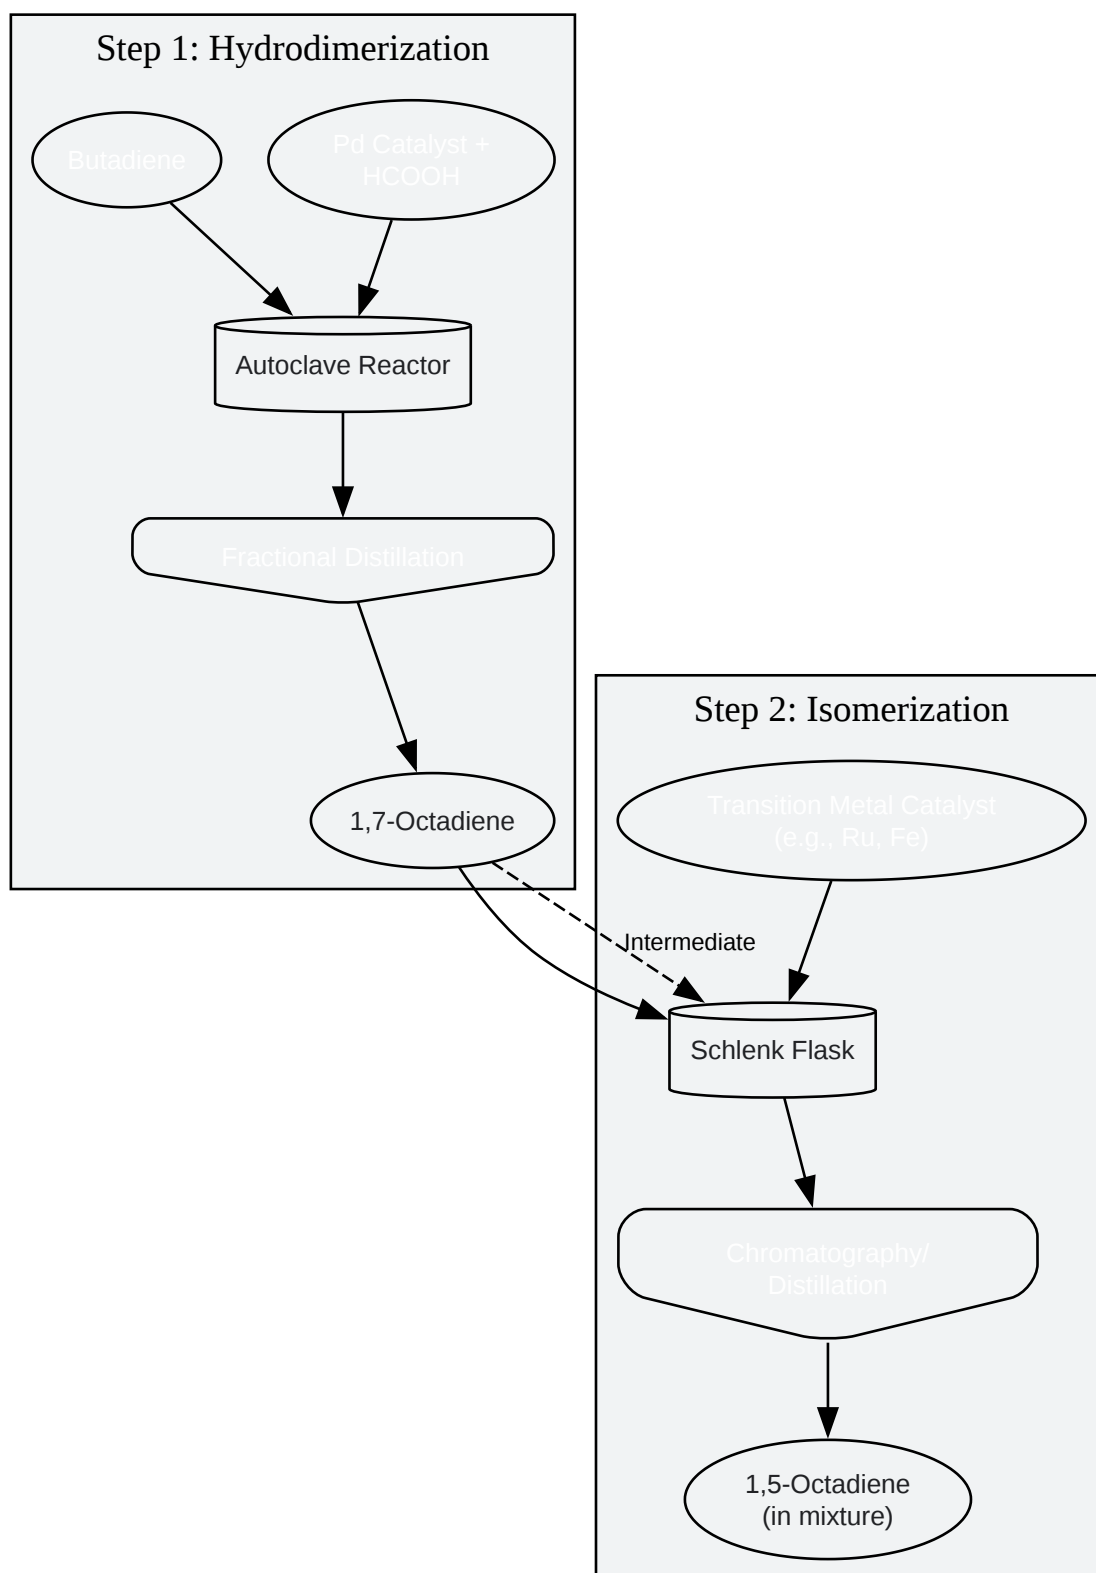 Step 1: Hydrodimerization
Butadiene
Pd Catalyst +
HCOOH
Autoclave Reactor
Fractional Distillation
1,7-Octadiene
Step 2: Isomerization
Transition Metal Catalyst
(e.g., Ru, Fe)
Intermediate
Schlenk Flask
Chromatography/
Distillation
1,5-Octadiene
(in mixture)